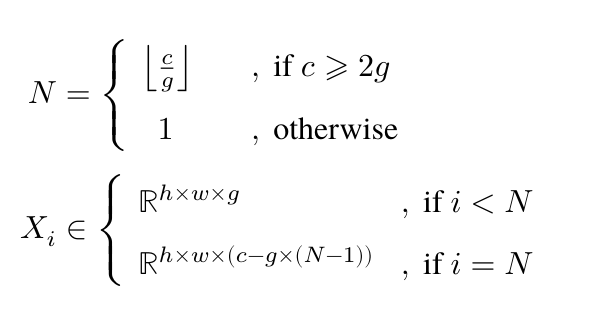 N = { ⌊c/g⌋ , if c ⩾ 2g
1 , otherwise
X_i ∈ { ℝ^{h×w×g} , if i < N
ℝ^{h×w×(c−g×(N−1))} , if i = N